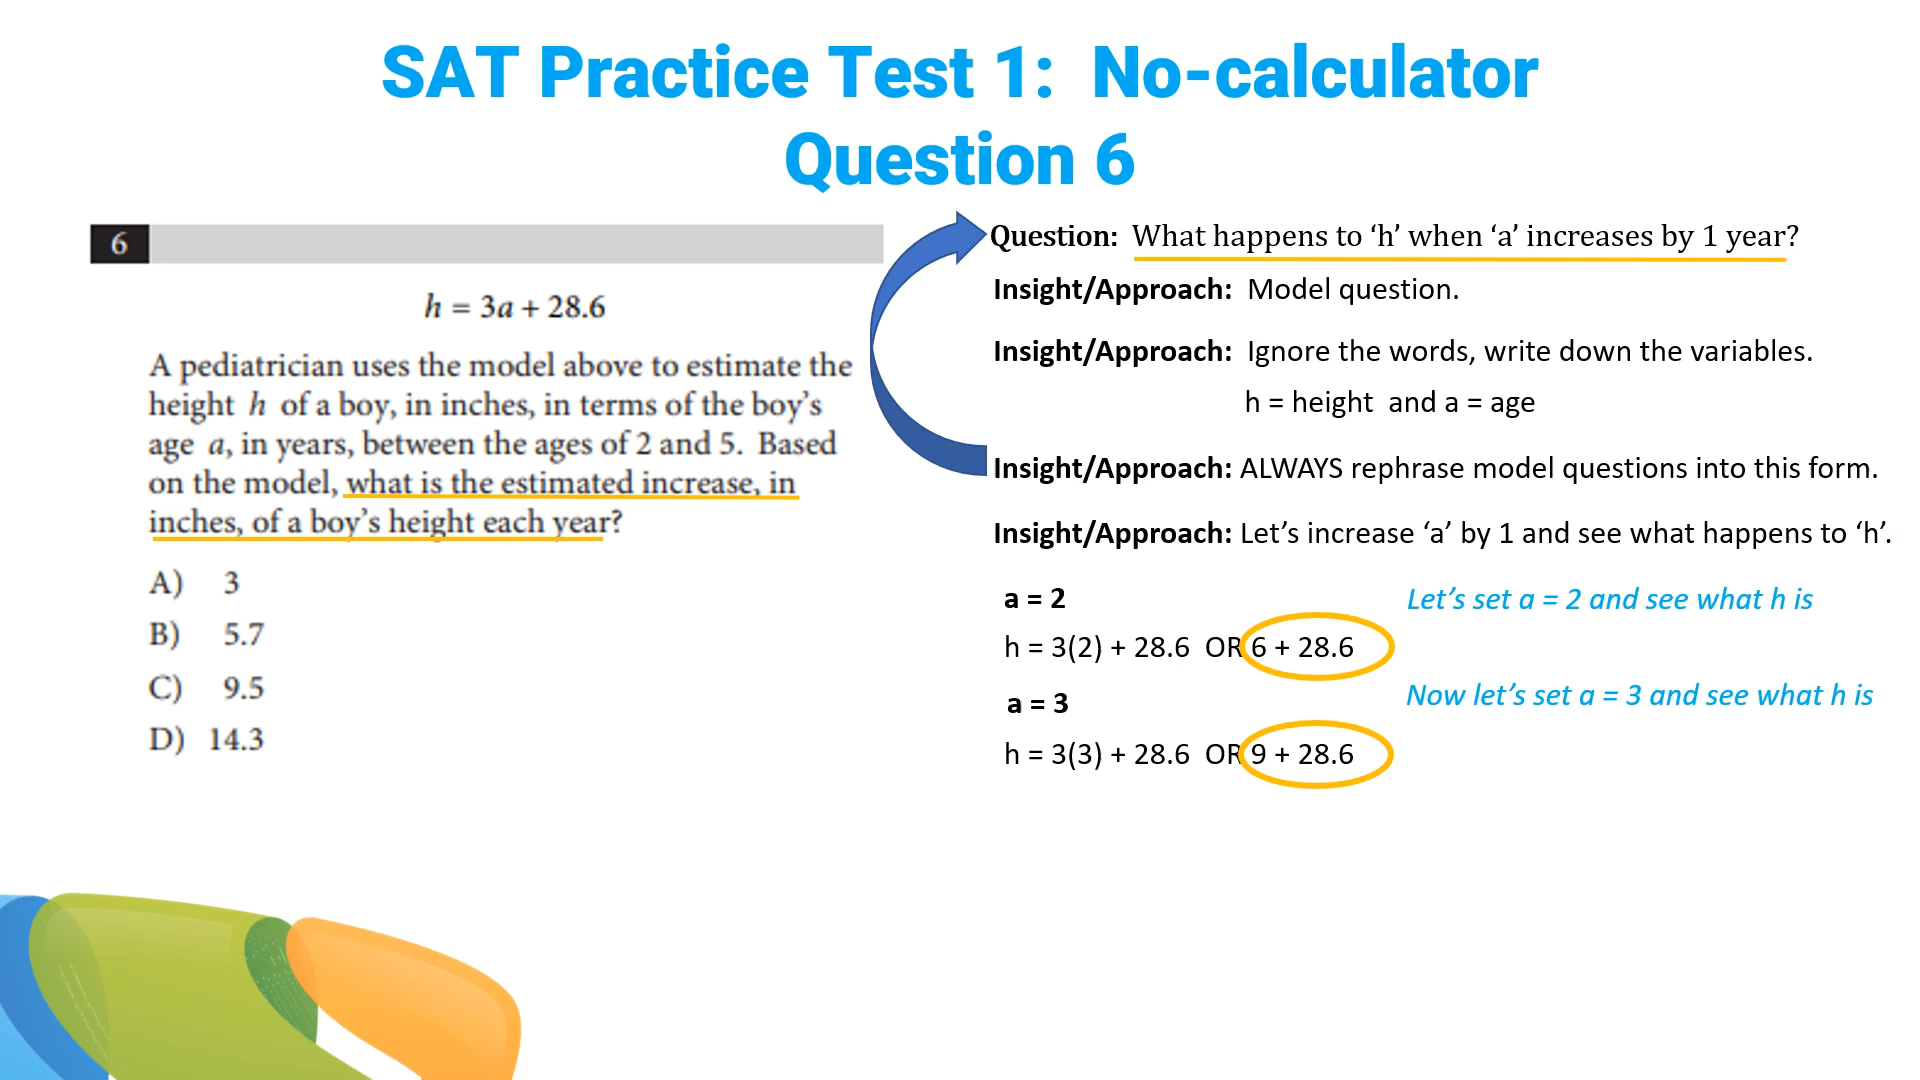 SAT Practice Test 1: No-calculator
Question 6
6
h = 3a + 28.6
A pediatrician uses the model above to estimate the
height h of a boy, in inches, in terms of the boy’s
age a, in years, between the ages of 2 and 5. Based
on the model, what is the estimated increase, in
inches, of a boy’s height each year?
A) 3
B) 5.7
C) 9.5
D) 14.3
Question: What happens to ‘h’ when ‘a’ increases by 1 year?
Insight/Approach: Model question.
Insight/Approach: Ignore the words, write down the variables.
h = height and a = age
Insight/Approach: ALWAYS rephrase model questions into this form.
Insight/Approach: Let’s increase ‘a’ by 1 and see what happens to ‘h’.
a = 2
Let’s set a = 2 and see what h is
h = 3(2) + 28.6 OR 6 + 28.6
a = 3
Now let’s set a = 3 and see what h is
h = 3(3) + 28.6 OR 9 + 28.6